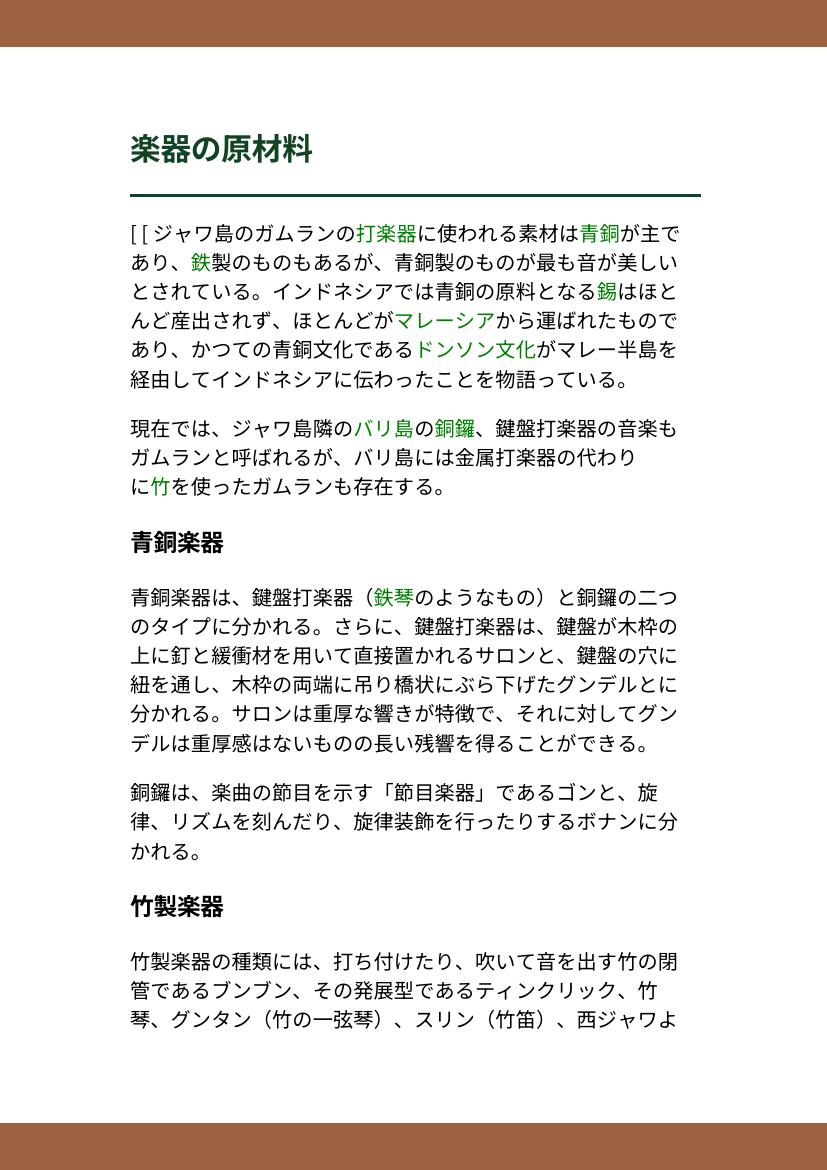 楽器の原材料
[ [ ジャワ島のガムランの打楽器に使われる素材は青銅が主で
あり、鉄製のものもあるが、青銅製のものが最も音が美しい
とされている。インドネシアでは青銅の原料となる錫はほと
んど産出されず、ほとんどがマレーシアから運ばれたもので
あり、かつての青銅文化であるドンソン文化がマレー半島を
経由してインドネシアに伝わったことを物語っている。
現在では、ジャワ島隣のバリ島の銅鑼、鍵盤打楽器の音楽も
ガムランと呼ばれるが、バリ島には金属打楽器の代わり
に竹を使ったガムランも存在する。
青銅楽器
青銅楽器は、鍵盤打楽器（鉄琴のようなもの）と銅鑼の二つ
のタイプに分かれる。さらに、鍵盤打楽器は、鍵盤が木枠の
上に釘と緩衝材を用いて直接置かれるサロンと、鍵盤の穴に
紐を通し、木枠の両端に吊り橋状にぶら下げたグンデルとに
分かれる。サロンは重厚な響きが特徴で、それに対してグン
デルは重厚感はないものの長い残響を得ることができる。
銅鑼は、楽曲の節目を示す「節目楽器」であるゴンと、旋
律、リズムを刻んだり、旋律装飾を行ったりするボナンに分
かれる。
竹製楽器
竹製楽器の種類には、打ち付けたり、吹いて音を出す竹の閉
管であるブンブン、その発展型であるティンクリック、竹
琴、グンタン（竹の一弦琴）、スリン（竹笛）、西ジャワよ